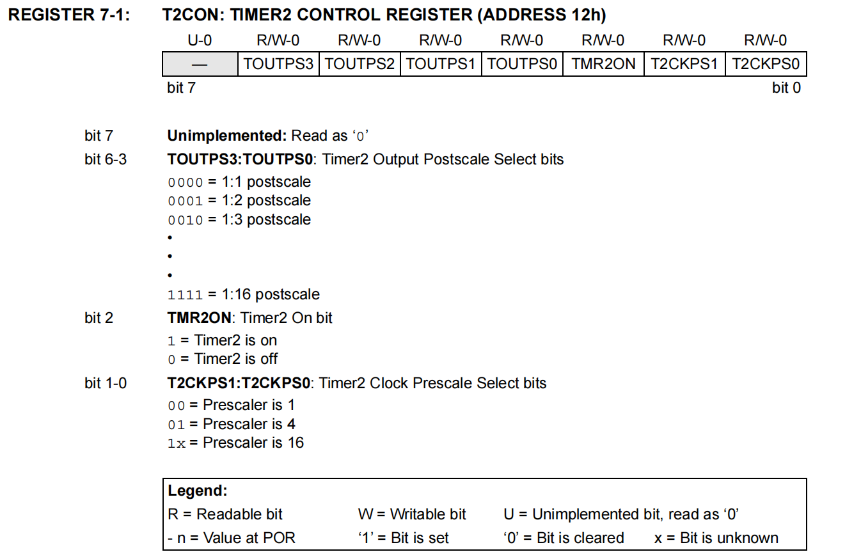 REGISTER 7-1: T2CON: TIMER2 CONTROL REGISTER (ADDRESS 12h)
U-0 R/W-0 R/W-0 R/W-0 R/W-0 R/W-0 R/W-0 R/W-0
— TOUTPS3 TOUTPS2 TOUTPS1 TOUTPS0 TMR2ON T2CKPS1 T2CKPS0
bit 7 bit 0
bit 7 Unimplemented: Read as ‘0’
bit 6-3 TOUTPS3:TOUTPS0: Timer2 Output Postscale Select bits
0000 = 1:1 postscale
0001 = 1:2 postscale
0010 = 1:3 postscale
•
•
•
1111 = 1:16 postscale
bit 2 TMR2ON: Timer2 On bit
1 = Timer2 is on
0 = Timer2 is off
bit 1-0 T2CKPS1:T2CKPS0: Timer2 Clock Prescale Select bits
00 = Prescaler is 1
01 = Prescaler is 4
1x = Prescaler is 16
Legend:
R = Readable bit W = Writable bit U = Unimplemented bit, read as ‘0’
- n = Value at POR ‘1’ = Bit is set ‘0’ = Bit is cleared x = Bit is unknown